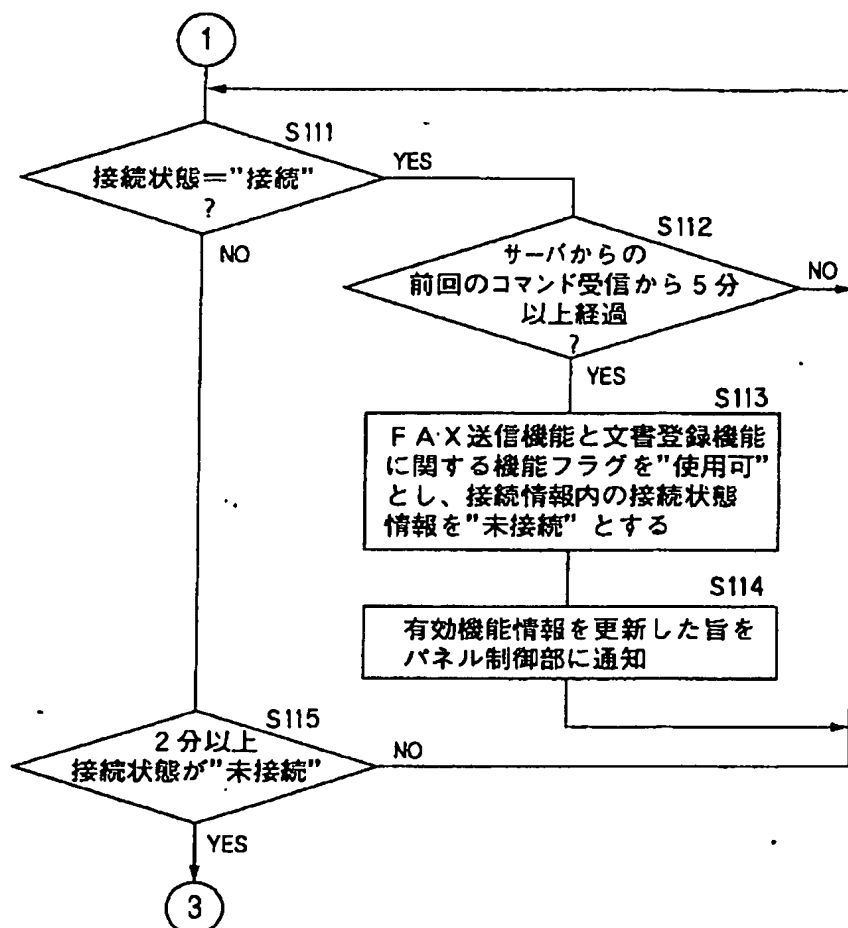 1
S111
接続状態＝”接続”
?
YES
NO
S112
サーバからの
前回のコマンド受信から5分
以上経過
?
NO
YES
S113
ＦＡＸ送信機能と文書登録機能
に関する機能フラグを”使用可”
とし、接続情報内の接続状態
情報を”未接続”とする
S114
有効機能情報を更新した旨を
パネル制御部に通知
S115
2分以上
接続状態が”未接続”
NO
YES
3